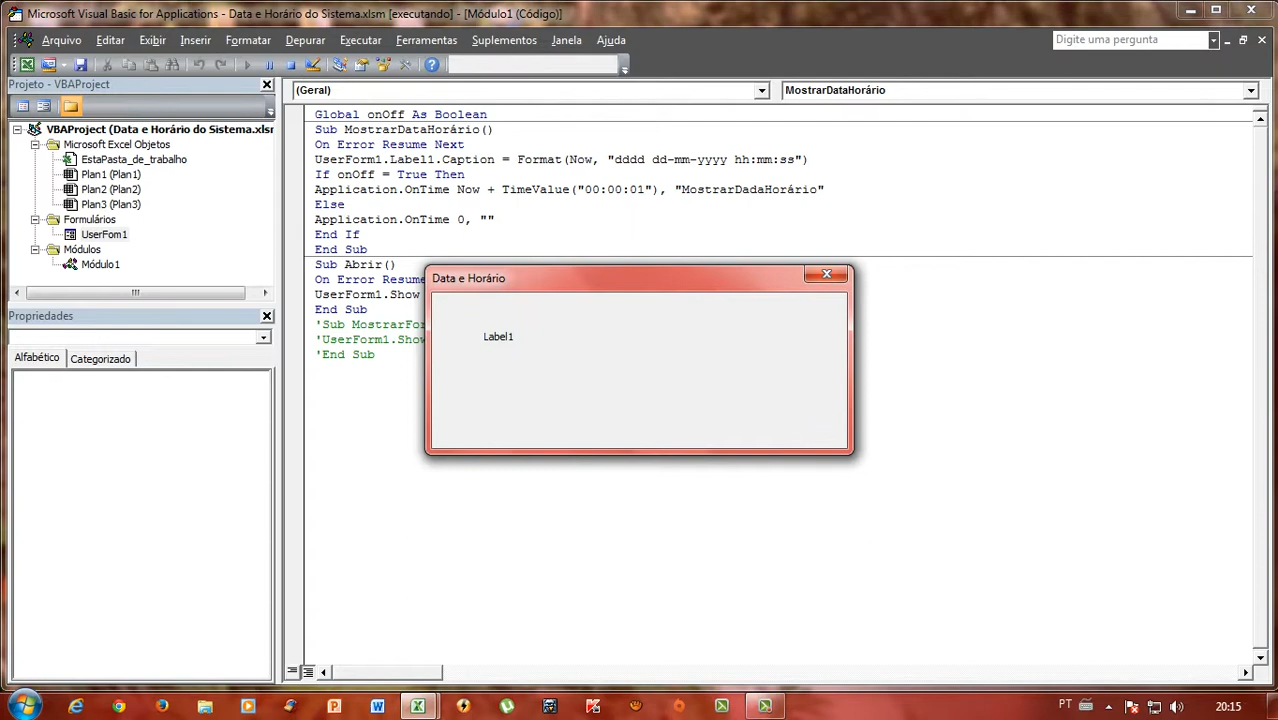 Microsoft Visual Basic for Applications - Data e Horário do Sistema.xlsm [executando] - [Módulo1 (Código)]
Arquivo Editar Exibir Inserir Formatar Depurar Executar Ferramentas Suplementos Janela Ajuda
Digite uma pergunta
Projeto - VBAProject
(Geral)
MostrarDataHorário
VBAProject (Data e Horário do Sistema.xlsr
Microsoft Excel Objetos
EstaPasta_de_trabalho
Plan1 (Plan1)
Plan2 (Plan2)
Plan3 (Plan3)
Formulários
UserFom1
Módulos
Módulo1
Propriedades
Alfabético Categorizado
Global onOff As Boolean
Sub MostrarDataHorário()
On Error Resume Next
UserForm1.Label1.Caption = Format(Now, "dddd dd-mm-yyyy hh:mm:ss")
If onOff = True Then
Application.OnTime Now + TimeValue("00:00:01"), "MostrarDadaHorário"
Else
Application.OnTime 0, ""
End If
End Sub
Sub Abrir()
On Error Resume
UserForm1.Show
End Sub
'Sub MostrarFor
'UserForm1.Show
'End Sub
Data e Horário
Label1
PT
20:15